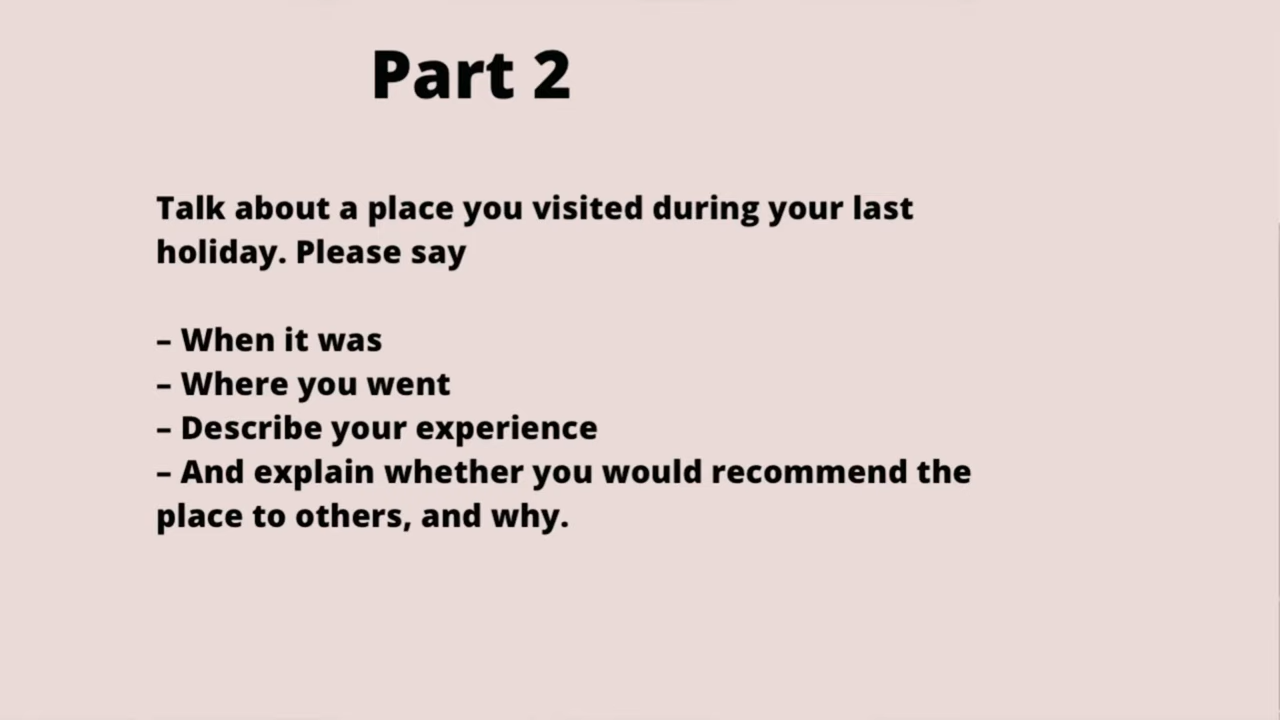 Part 2
Talk about a place you visited during your last
holiday. Please say
– When it was
– Where you went
– Describe your experience
– And explain whether you would recommend the
place to others, and why.